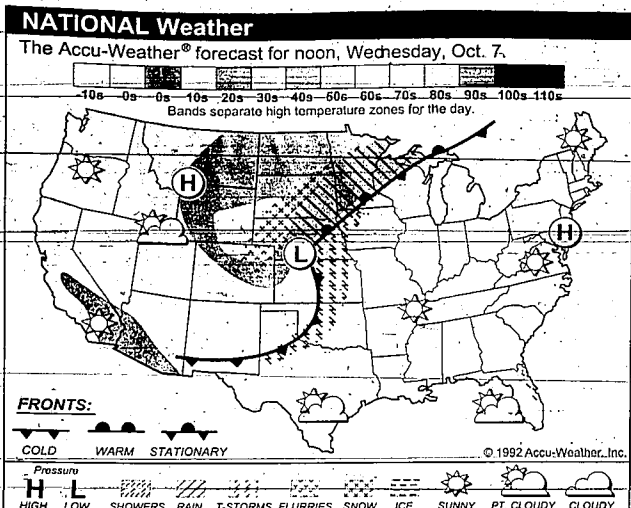 NATIONAL Weather
The Accu-Weather® forecast for noon, Wednesday, Oct. 7.
-10s -0s 0s 10s 20s 30s 40s 50s 60s 70s 80s 90s 100s 110s
Bands separate high temperature zones for the day.
H
H
L
FRONTS:
COLD WARM STATIONARY
© 1992 Accu-Weather, Inc.
Pressure
H L
HIGH LOW SHOWERS RAIN T-STORMS FLURRIES SNOW ICE SUNNY PT. CLOUDY CLOUDY